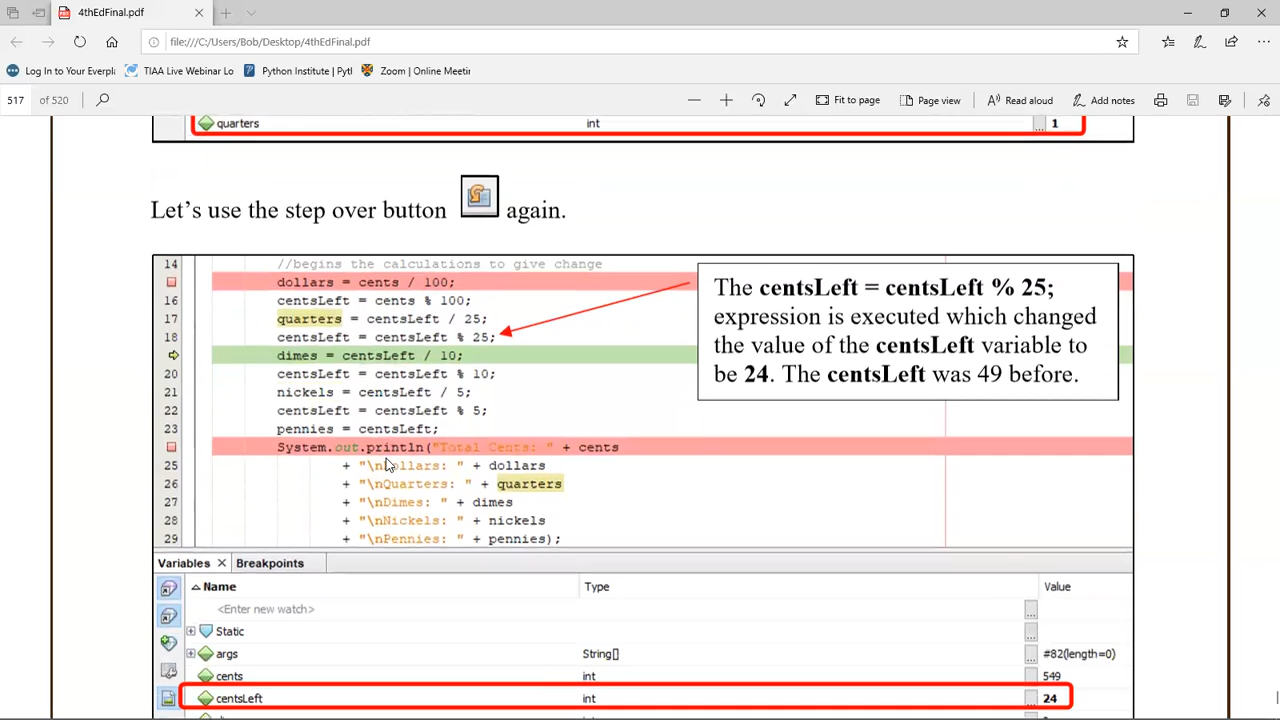 4thEdFinal.pdf
file:///C:/Users/Bob/Desktop/4thEdFinal.pdf
Log In to Your Everpla TIAA Live Webinar Lo Python Institute | Pytl Zoom | Online Meetin
517 of 520 Fit to page Page view Read aloud Add notes
quarters int ... 1
Let's use the step over button again.
14 //begins the calculations to give change
dollars = cents / 100;
16 centsLeft = cents % 100;
17 quarters = centsLeft / 25;
18 centsLeft = centsLeft % 25;
dimes = centsLeft / 10;
20 centsLeft = centsLeft % 10;
21 nickels = centsLeft / 5;
22 centsLeft = centsLeft % 5;
23 pennies = centsLeft;
System.out.println("Total Cents: " + cents
25 + "\nDollars: " + dollars
26 + "\nQuarters: " + quarters
27 + "\nDimes: " + dimes
28 + "\nNickels: " + nickels
29 + "\nPennies: " + pennies);
The centsLeft = centsLeft % 25;
expression is executed which changed
the value of the centsLeft variable to
be 24. The centsLeft was 49 before.
Variables Breakpoints
Name Type Value
<Enter new watch> ...
Static ...
args String[] ... #82(length=0)
cents int ... 549
centsLeft int ... 24